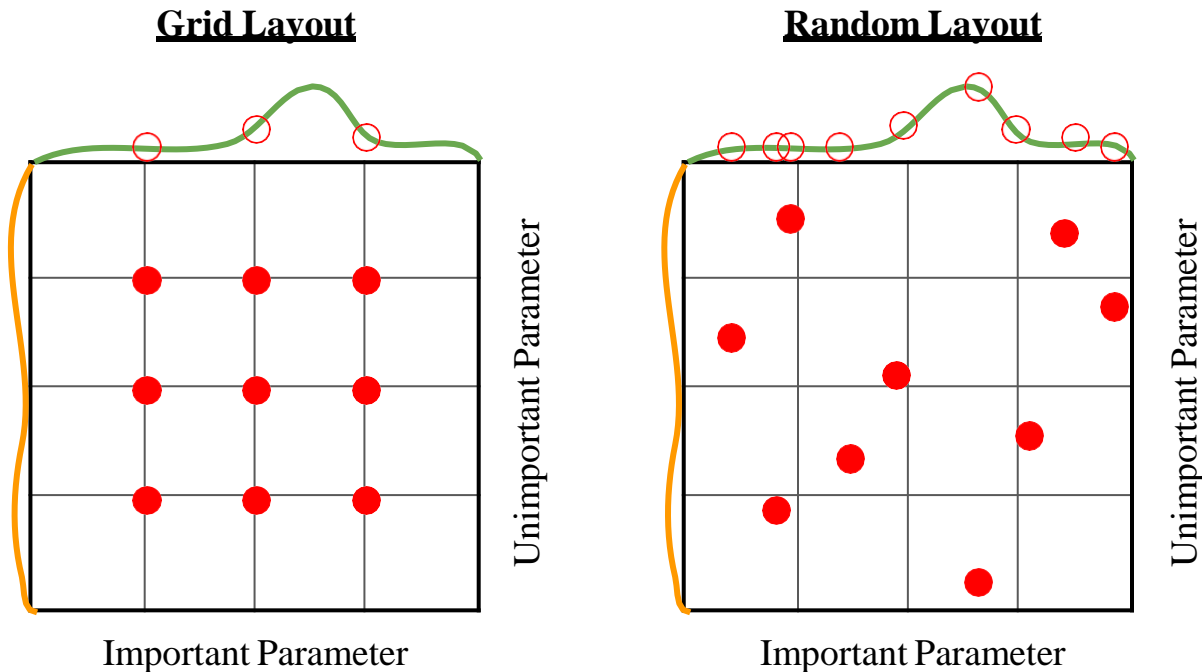 Grid Layout
Unimportant Parameter
Important Parameter
Random Layout
Unimportant Parameter
Important Parameter